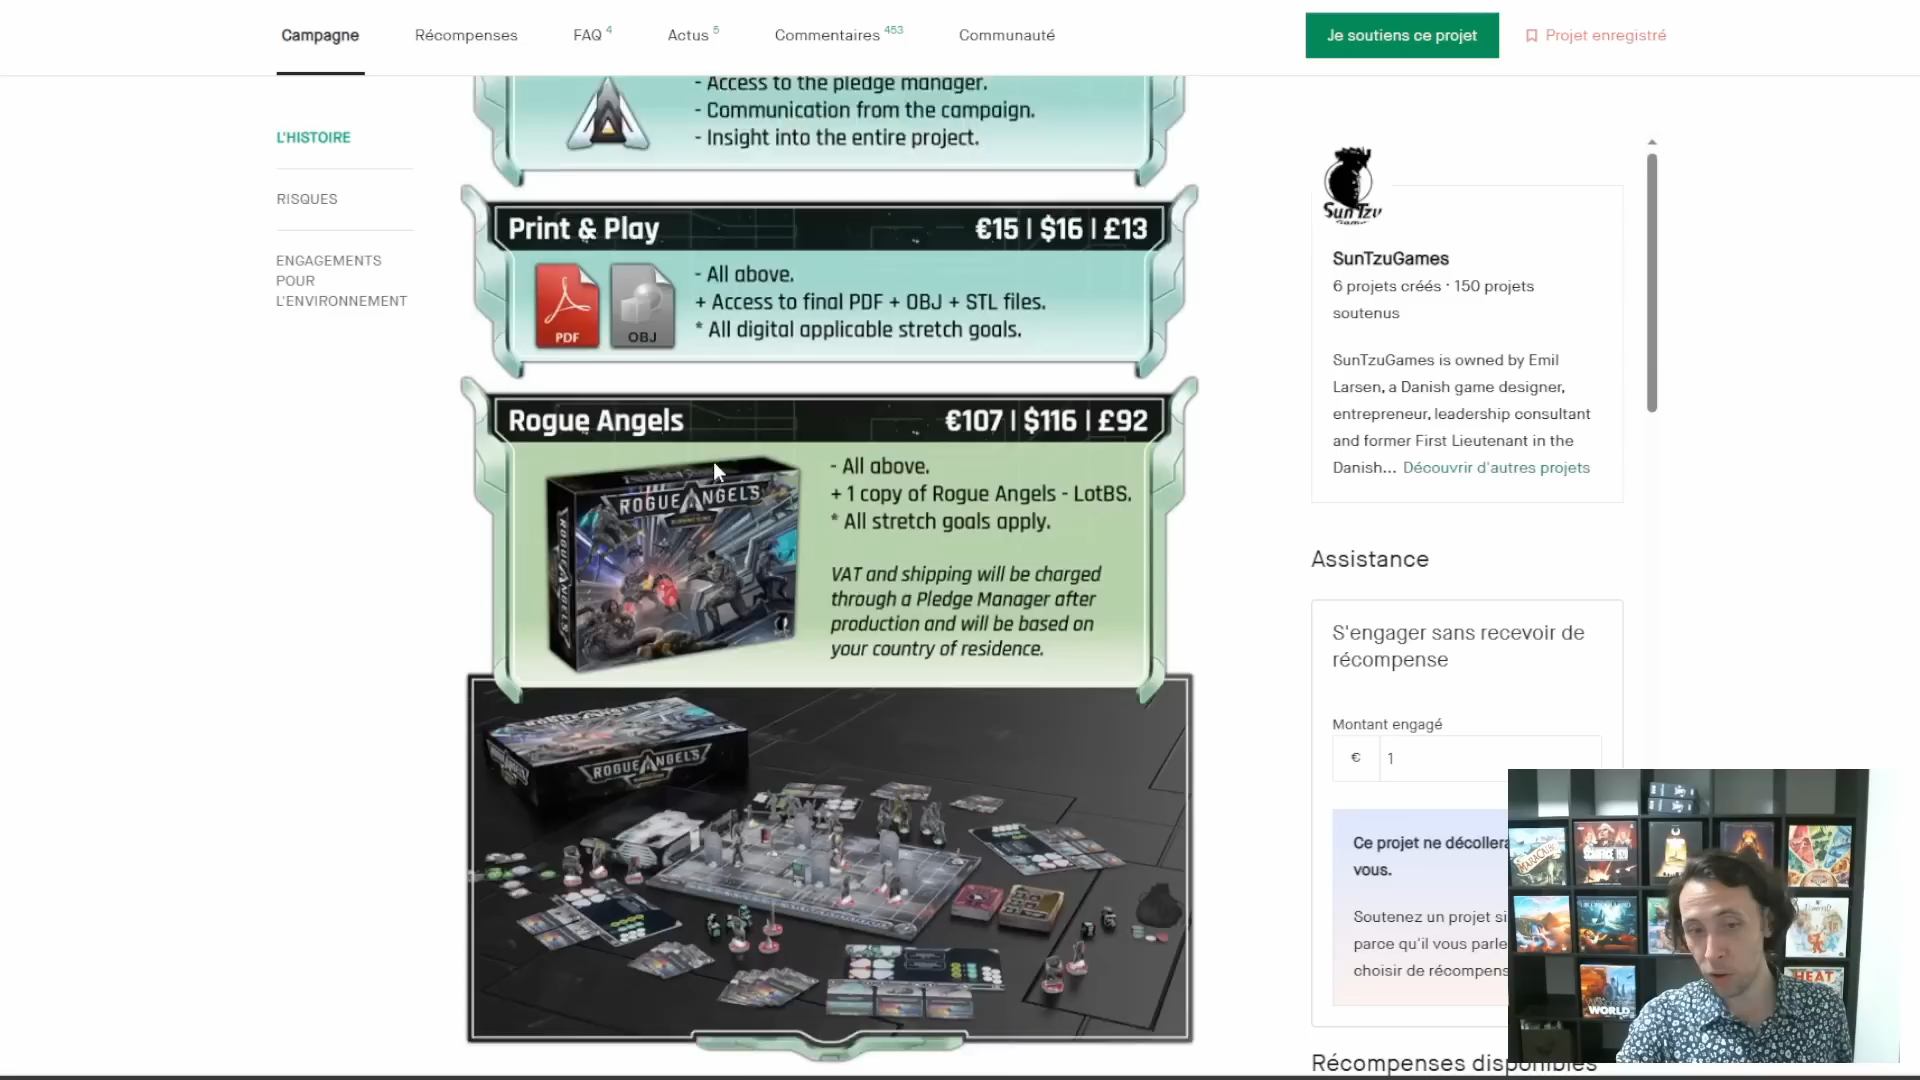 Campagne
Récompenses
FAQ 4
Actus 5
Commentaires 453
Communauté
Je soutiens ce projet
Projet enregistré
L'HISTOIRE
RISQUES
ENGAGEMENTS
POUR
L'ENVIRONNEMENT
- Access to the pledge manager.
- Communication from the campaign.
- Insight into the entire project.
Print & Play
€15 | $16 | £13
PDF
OBJ
- All above.
+ Access to final PDF + OBJ + STL files.
* All digital applicable stretch goals.
Rogue Angels
€107 | $116 | £92
ROGUE ANGELS
ROGUE ANGELS
- All above.
+ 1 copy of Rogue Angels - LotBS.
* All stretch goals apply.
VAT and shipping will be charged
through a Pledge Manager after
production and will be based on
your country of residence.
ROGUE ANGELS
Sun Tzu
Games
SunTzuGames
6 projets créés · 150 projets
soutenus
SunTzuGames is owned by Emil
Larsen, a Danish game designer,
entrepreneur, leadership consultant
and former First Lieutenant in the
Danish... Découvrir d'autres projets
Assistance
S'engager sans recevoir de
récompense
Montant engagé
€ 1
Ce projet ne décollera
vous.
Soutenez un projet si
parce qu'il vous parle
choisir de récompens
Récompenses disponibles
MARACAIBO
HEAT
WORLD